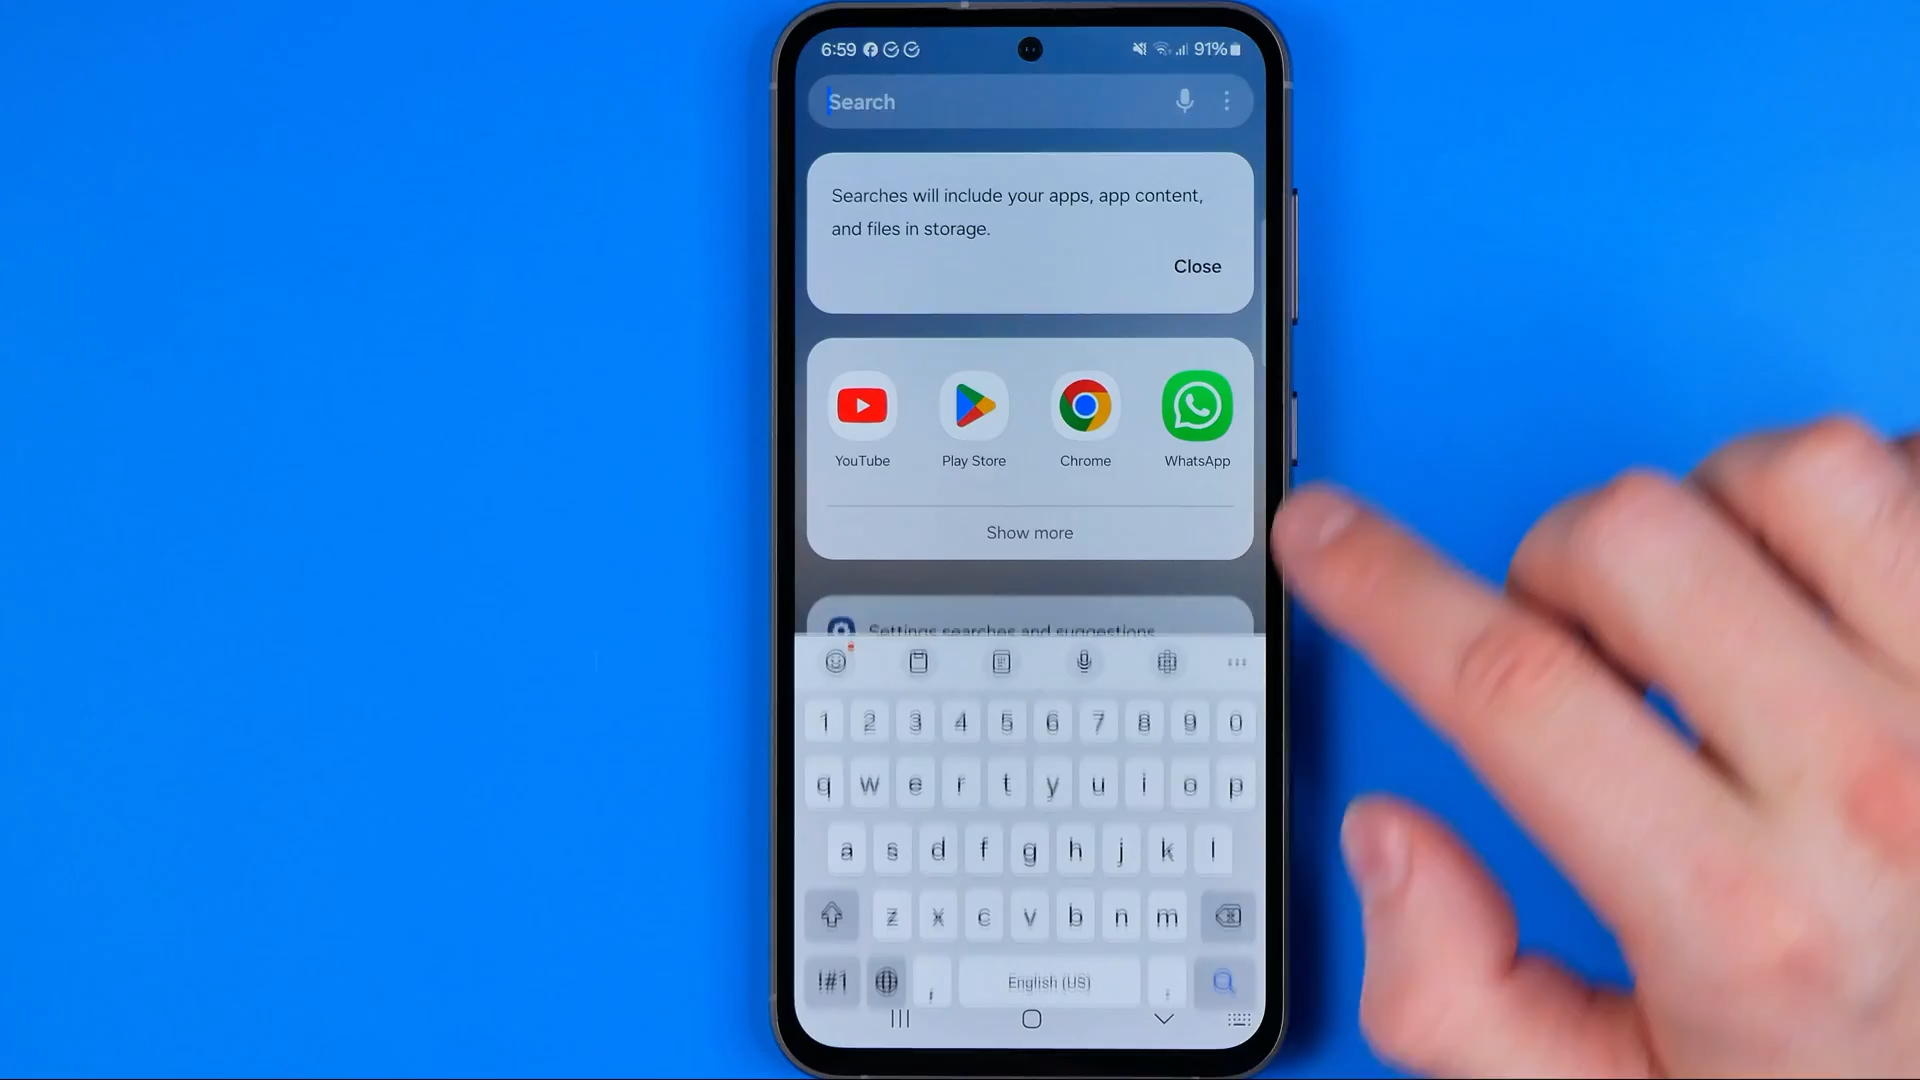 6:59 91%
Search
Searches will include your apps, app content,
and files in storage.
Close
YouTube Play Store Chrome WhatsApp
Show more
Settings searches and suggestions
1 2 3 4 5 6 7 8 9 0
q w e r t y u i o p
a s d f g h j k l
z x c v b n m
!#1 , English (US) .